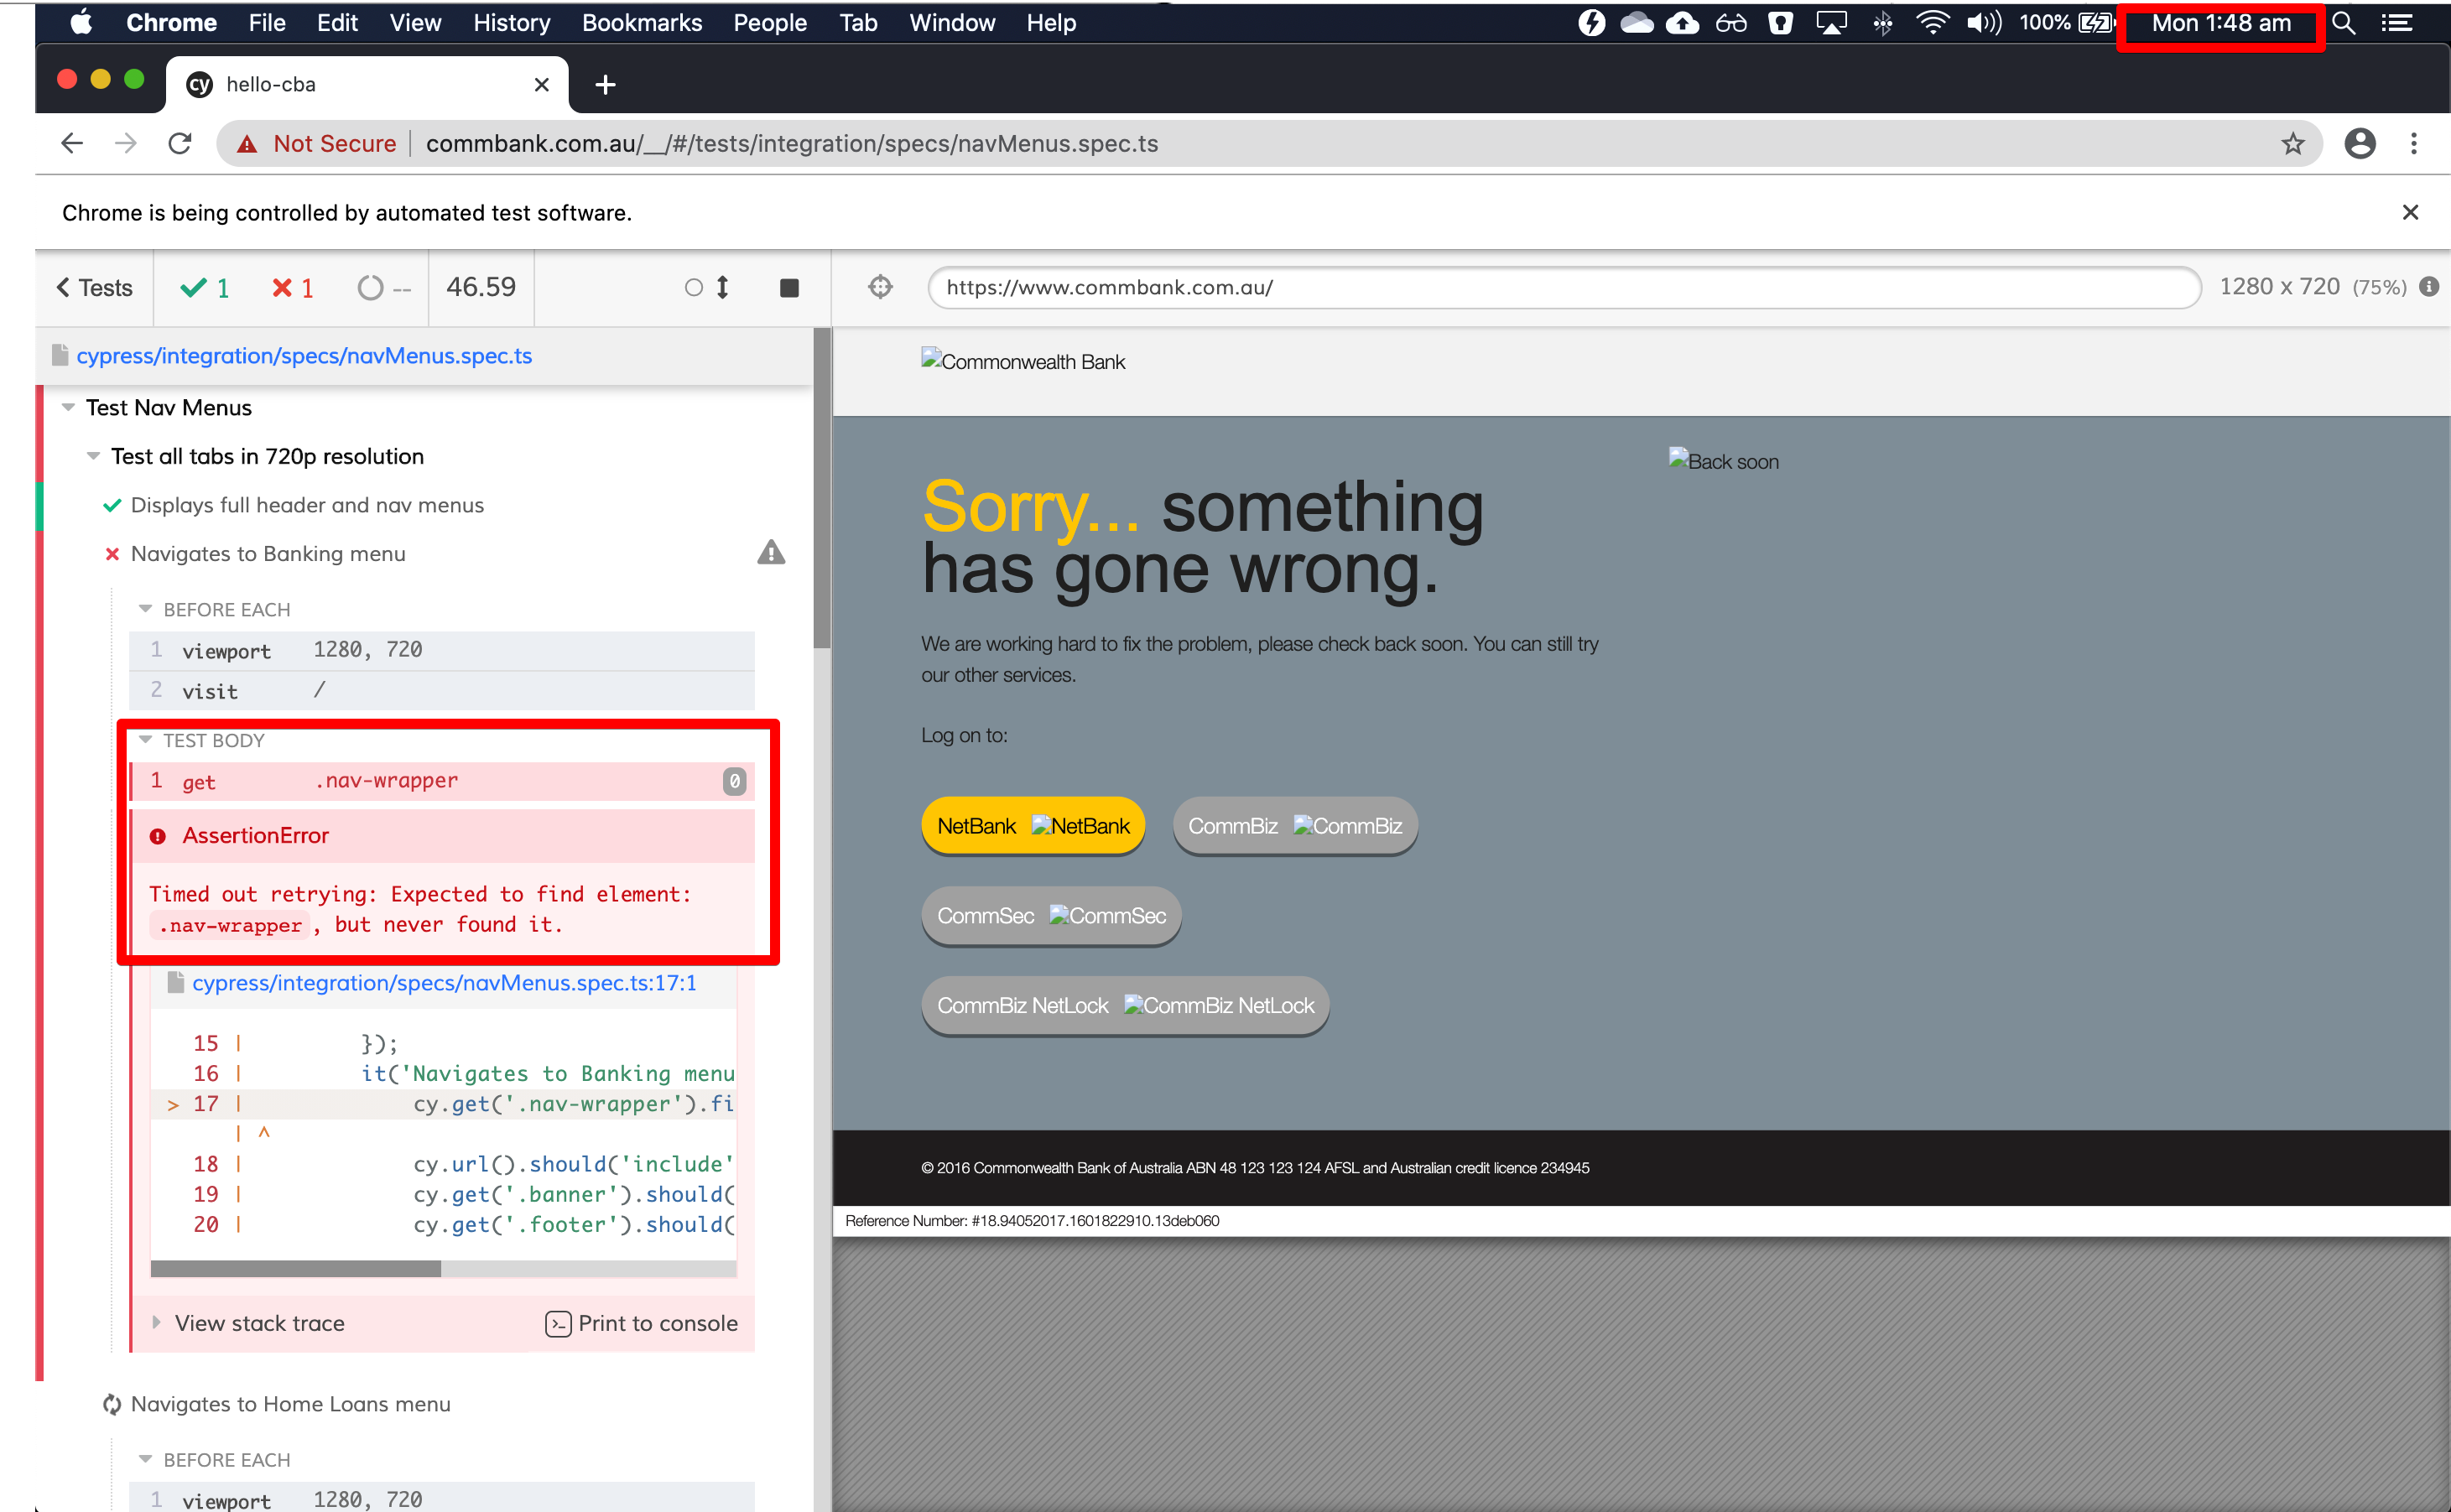 Chrome File Edit View History Bookmarks People Tab Window Help 100% Mon 1:48 am
cy hello-cba
Not Secure commbank.com.au/__/#/tests/integration/specs/navMenus.spec.ts
Chrome is being controlled by automated test software.
Tests 1 1 -- 46.59
https://www.commbank.com.au/ 1280 x 720 (75%)
cypress/integration/specs/navMenus.spec.ts
Test Nav Menus
Test all tabs in 720p resolution
Displays full header and nav menus
Navigates to Banking menu
BEFORE EACH
1 viewport 1280, 720
2 visit /
TEST BODY
1 get .nav-wrapper 0
AssertionError
Timed out retrying: Expected to find element:
.nav-wrapper, but never found it.
cypress/integration/specs/navMenus.spec.ts:17:1
15 | });
16 | it('Navigates to Banking menu
> 17 | cy.get('.nav-wrapper').fi
| ^
18 | cy.url().should('include'
19 | cy.get('.banner').should(
20 | cy.get('.footer').should(
View stack trace Print to console
Navigates to Home Loans menu
BEFORE EACH
1 viewport 1280, 720
Commonwealth Bank
Sorry... something
has gone wrong.
Back soon
We are working hard to fix the problem, please check back soon. You can still try
our other services.
Log on to:
NetBank NetBank CommBiz CommBiz
CommSec CommSec
CommBiz NetLock CommBiz NetLock
© 2016 Commonwealth Bank of Australia ABN 48 123 123 124 AFSL and Australian credit licence 234945
Reference Number: #18.94052017.1601822910.13deb060